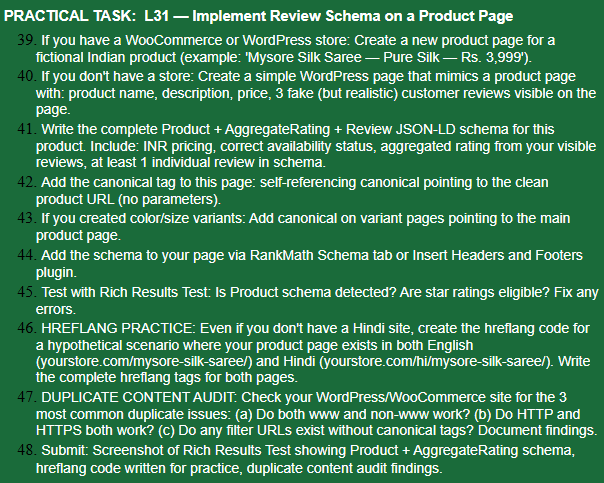 PRACTICAL TASK:  L31 — Implement Review Schema on a Product Page
39. If you have a WooCommerce or WordPress store: Create a new product page for a
fictional Indian product (example: 'Mysore Silk Saree — Pure Silk — Rs. 3,999').
40. If you don't have a store: Create a simple WordPress page that mimics a product page
with: product name, description, price, 3 fake (but realistic) customer reviews visible on the
page.
41. Write the complete Product + AggregateRating + Review JSON-LD schema for this
product. Include: INR pricing, correct availability status, aggregated rating from your visible
reviews, at least 1 individual review in schema.
42. Add the canonical tag to this page: self-referencing canonical pointing to the clean
product URL (no parameters).
43. If you created color/size variants: Add canonical on variant pages pointing to the main
product page.
44. Add the schema to your page via RankMath Schema tab or Insert Headers and Footers
plugin.
45. Test with Rich Results Test: Is Product schema detected? Are star ratings eligible? Fix any
errors.
46. HREFLANG PRACTICE: Even if you don't have a Hindi site, create the hreflang code for
a hypothetical scenario where your product page exists in both English
(yourstore.com/mysore-silk-saree/) and Hindi (yourstore.com/hi/mysore-silk-saree/). Write
the complete hreflang tags for both pages.
47. DUPLICATE CONTENT AUDIT: Check your WordPress/WooCommerce site for the 3
most common duplicate issues: (a) Do both www and non-www work? (b) Do HTTP and
HTTPS both work? (c) Do any filter URLs exist without canonical tags? Document findings.
48. Submit: Screenshot of Rich Results Test showing Product + AggregateRating schema,
hreflang code written for practice, duplicate content audit findings.